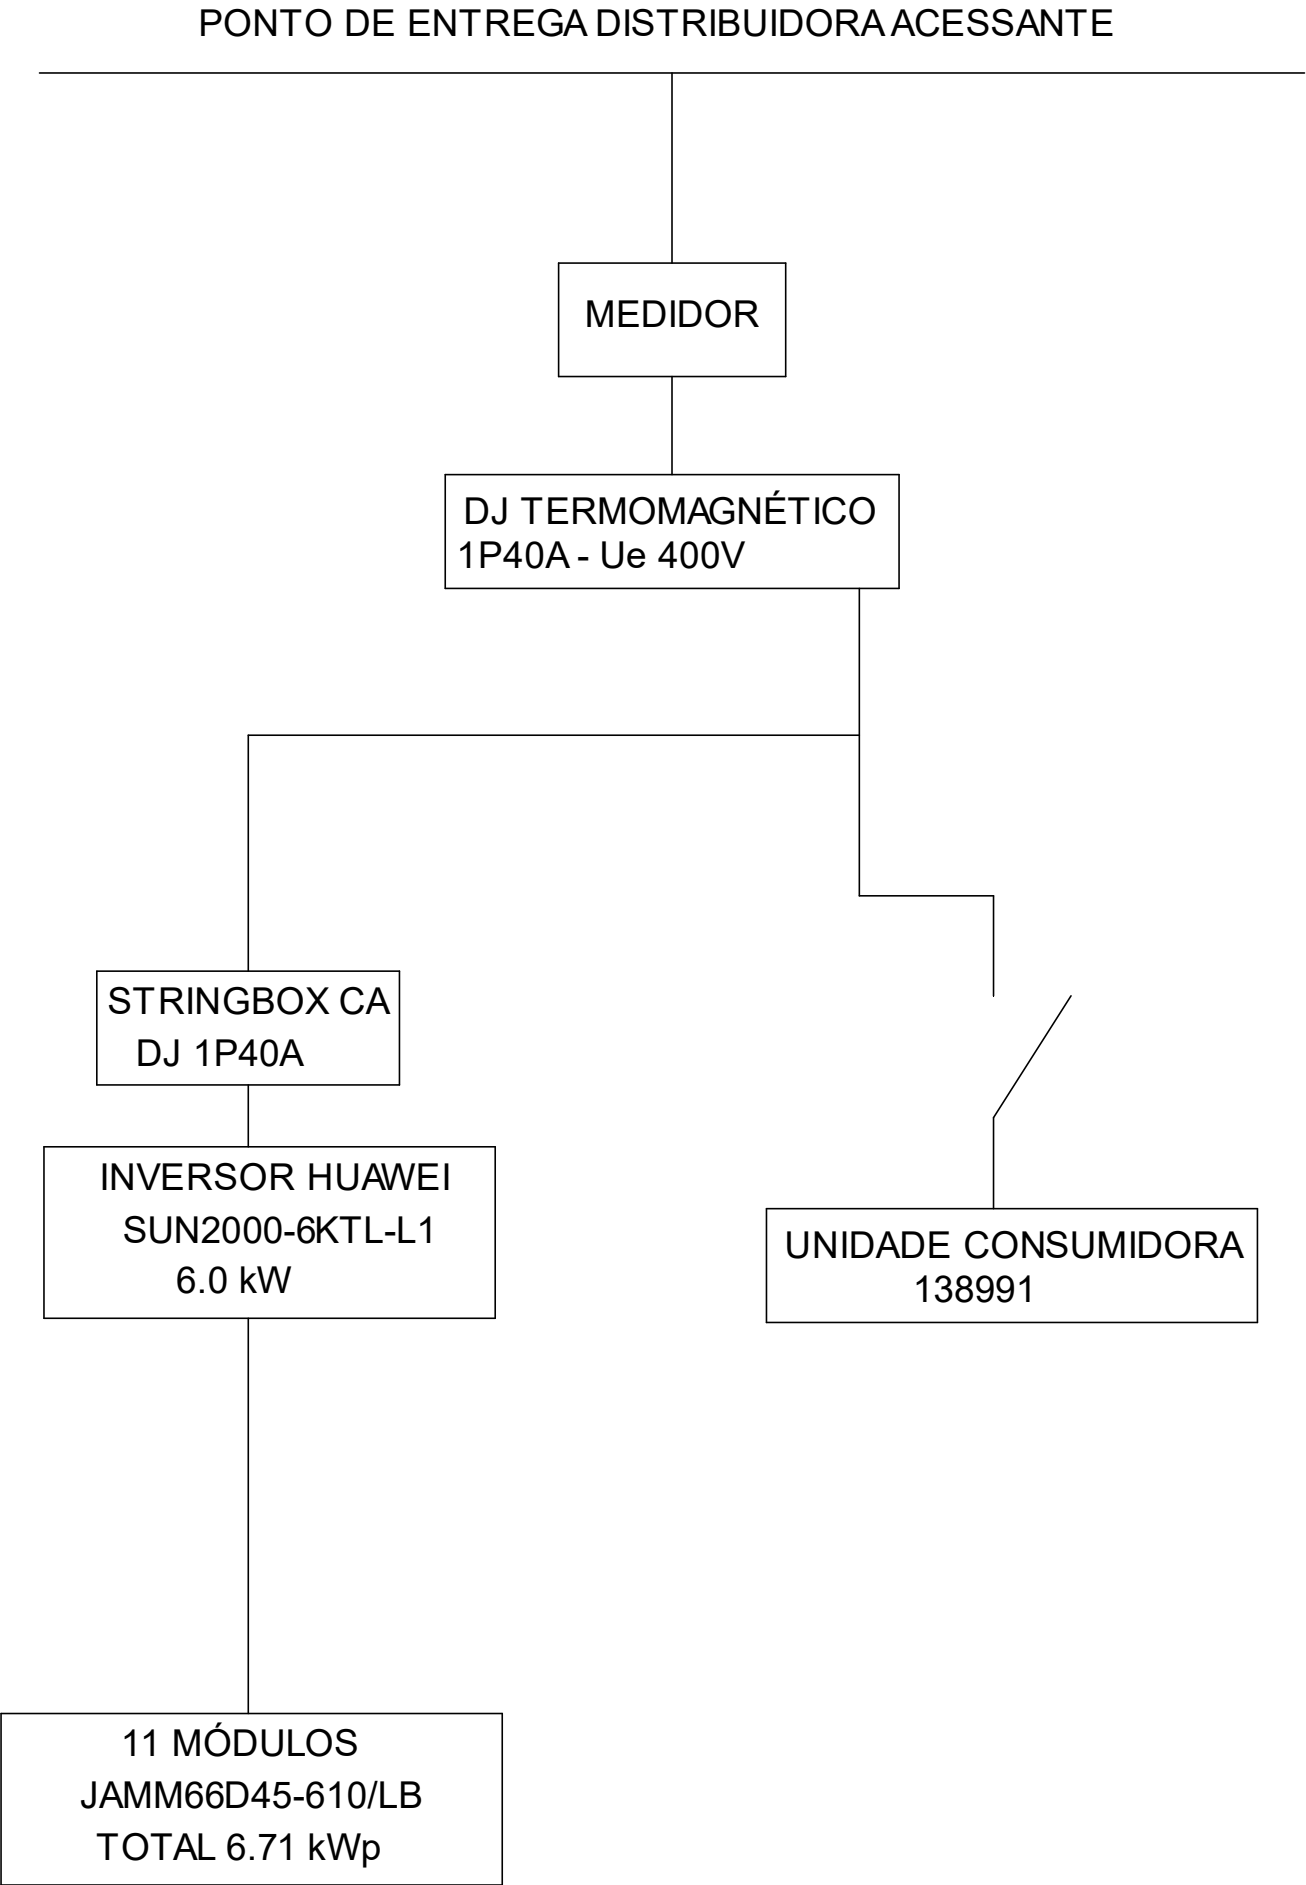 PONTO DE ENTREGA DISTRIBUIDORA ACESSANTE
MEDIDOR
DJ TERMOMAGNÉTICO
1P40A - Ue 400V
STRINGBOX CA
DJ 1P40A
INVERSOR HUAWEI
SUN2000-6KTL-L1
6.0 kW
UNIDADE CONSUMIDORA
138991
11 MÓDULOS
JAMM66D45-610/LB
TOTAL 6.71 kWp